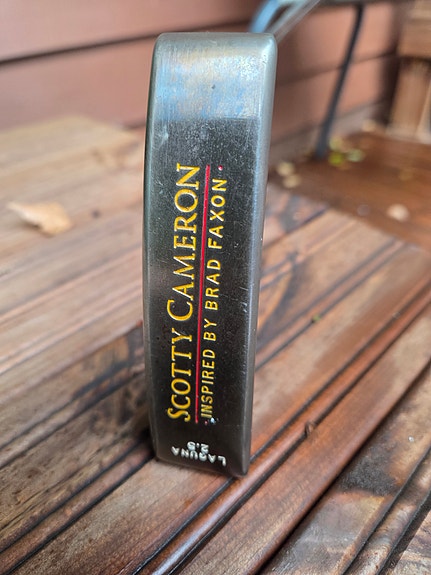 SCOTTY CAMERON
INSPIRED BY BRAD FAXON
LAGUNA
2.5